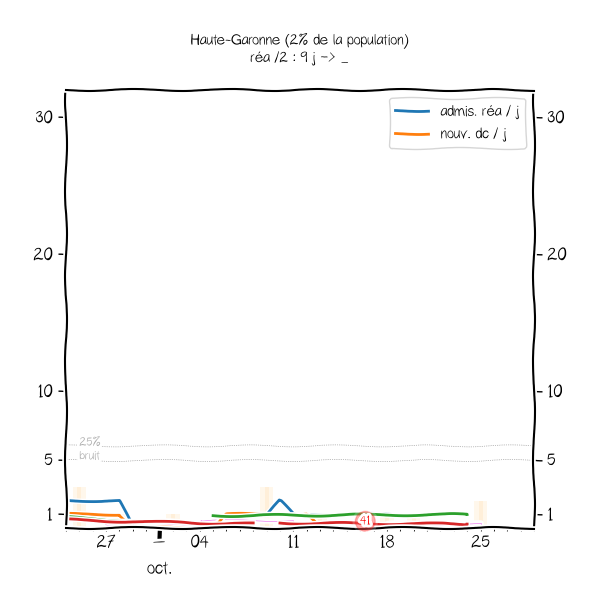 Haute-Garonne (2% de la population)
réa /2 : 9 j -> _
admis. réa / j
nouv. dc / j
30
30
20
20
10
10
25%
bruit
5
5
1
1
41
27
04
11
18
25
oct.